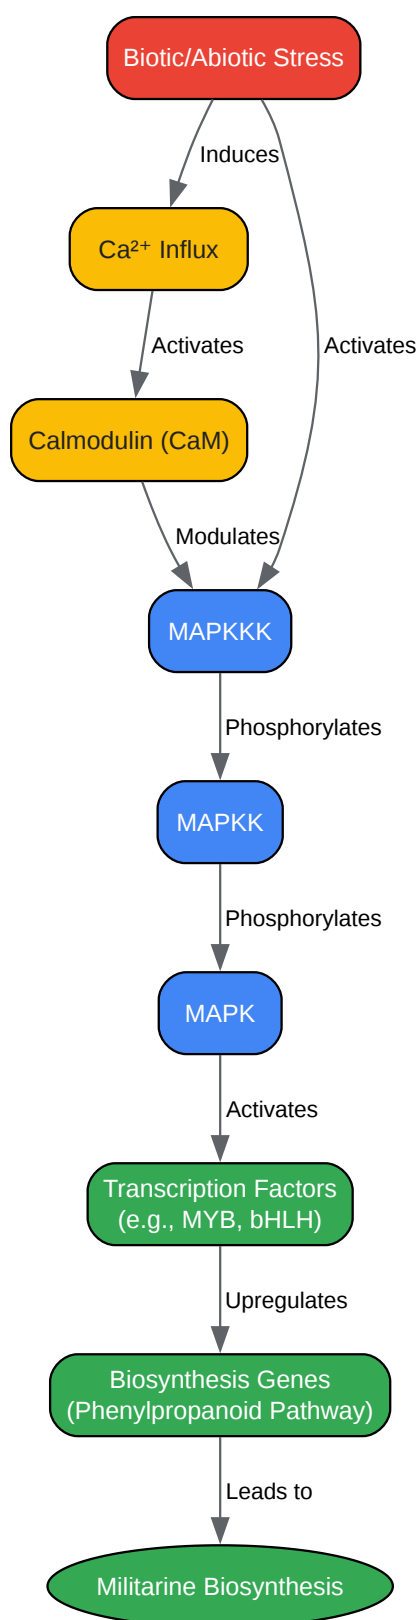 Biotic/Abiotic Stress
Induces
Ca²⁺ Influx
Activates
Activates
Calmodulin (CaM)
Modulates
MAPKKK
Phosphorylates
MAPKK
Phosphorylates
MAPK
Activates
Transcription Factors
(e.g., MYB, bHLH)
Upregulates
Biosynthesis Genes
(Phenylpropanoid Pathway)
Leads to
Militarine Biosynthesis